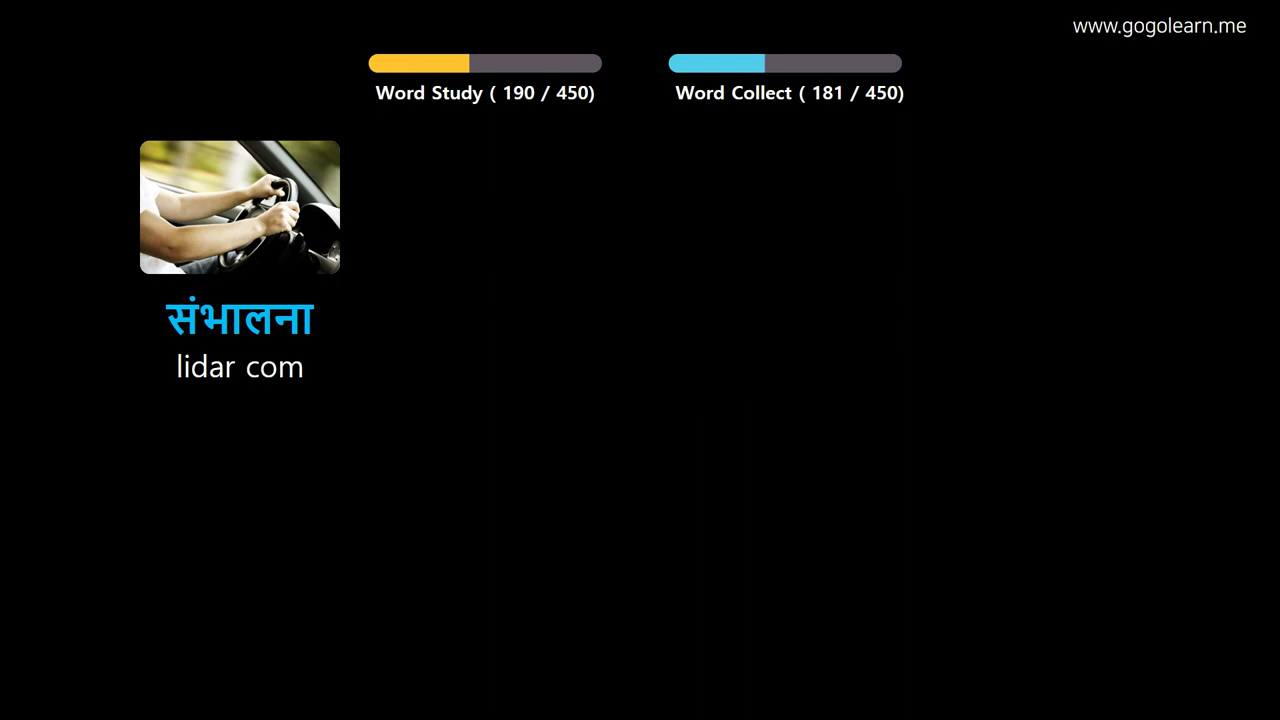 www.gogolearn.me
Word Study ( 190 / 450)
Word Collect ( 181 / 450)
संभालना
lidar com